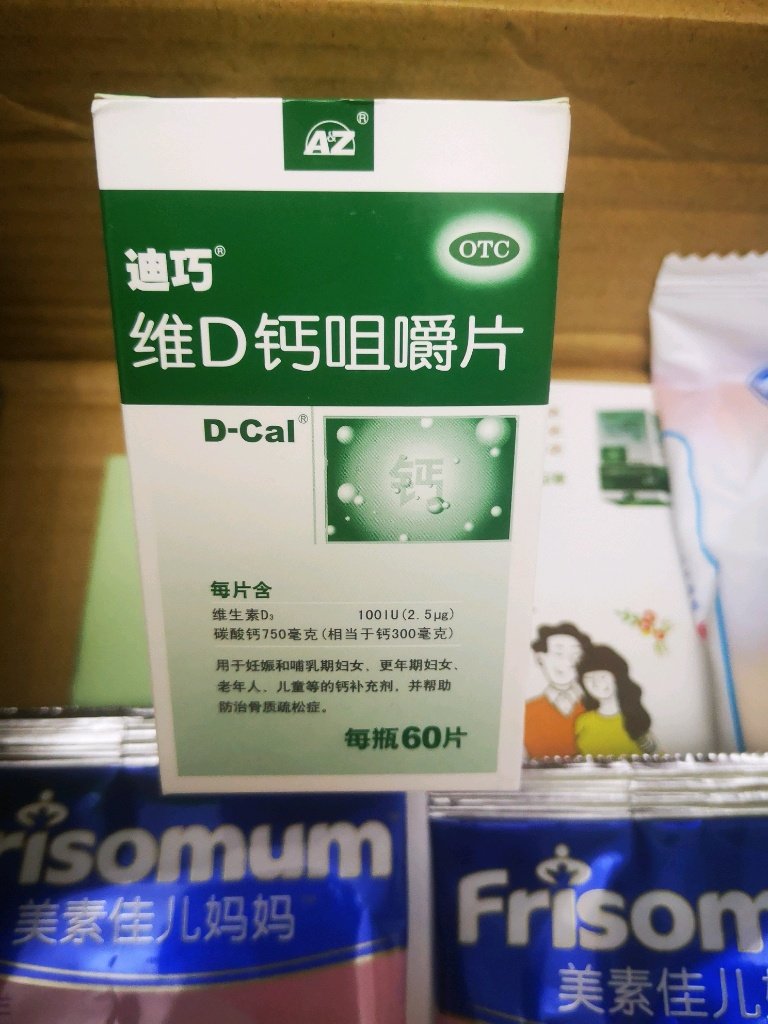 A&Z®
OTC
迪巧®
维D钙咀嚼片
D-Cal®
钙
每片含
维生素D₃ 100IU(2.5μg)
碳酸钙750毫克(相当于钙300毫克)
用于妊娠和哺乳期妇女、更年期妇女、
老年人、儿童等的钙补充剂，并帮助
防治骨质疏松症。
每瓶60片
risomum
美素佳儿妈妈
Frisom
美素佳儿